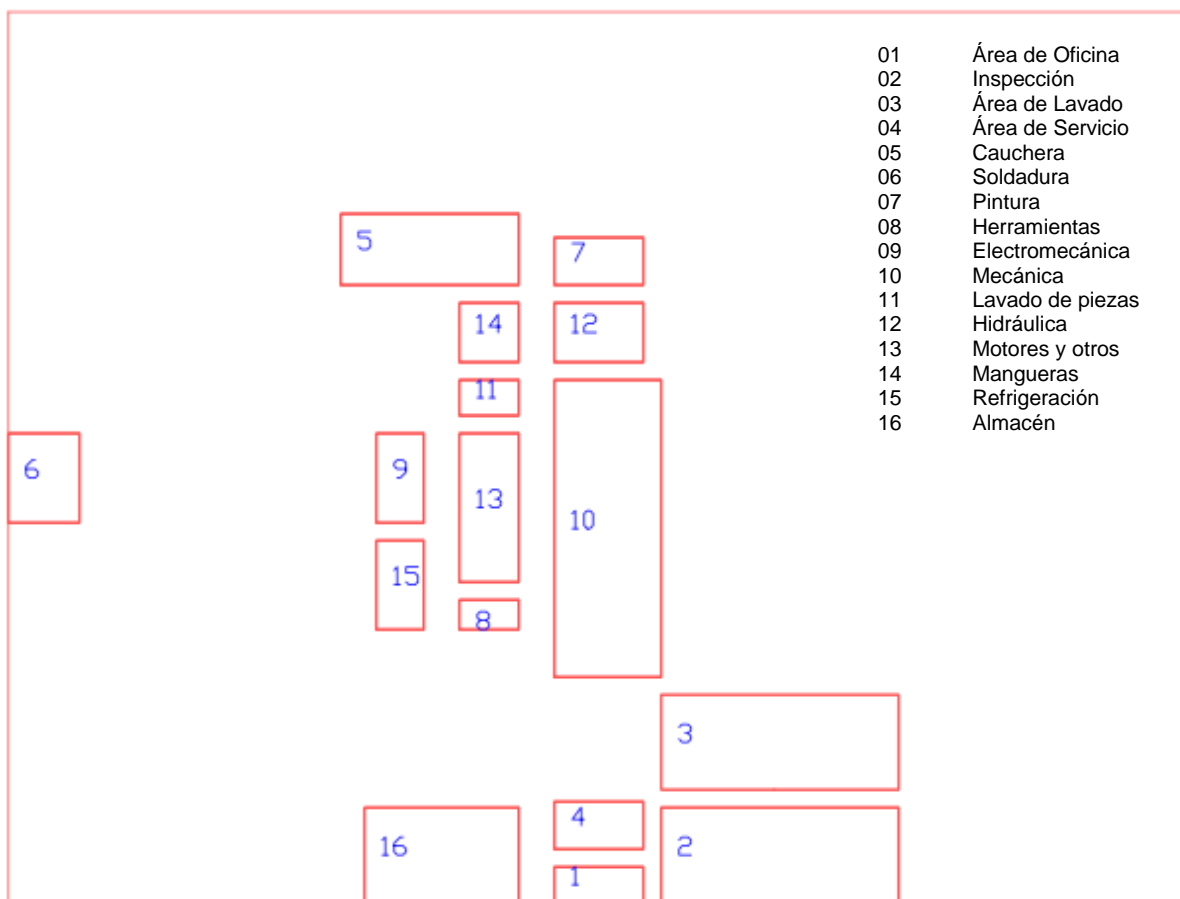 01 Área de Oficina
02 Inspección
03 Área de Lavado
04 Área de Servicio
05 Cauchera
06 Soldadura
07 Pintura
08 Herramientas
09 Electromecánica
10 Mecánica
11 Lavado de piezas
12 Hidráulica
13 Motores y otros
14 Mangueras
15 Refrigeración
16 Almacén
5
7
14
12
11
6
9
13
10
15
8
3
4
16
2
1